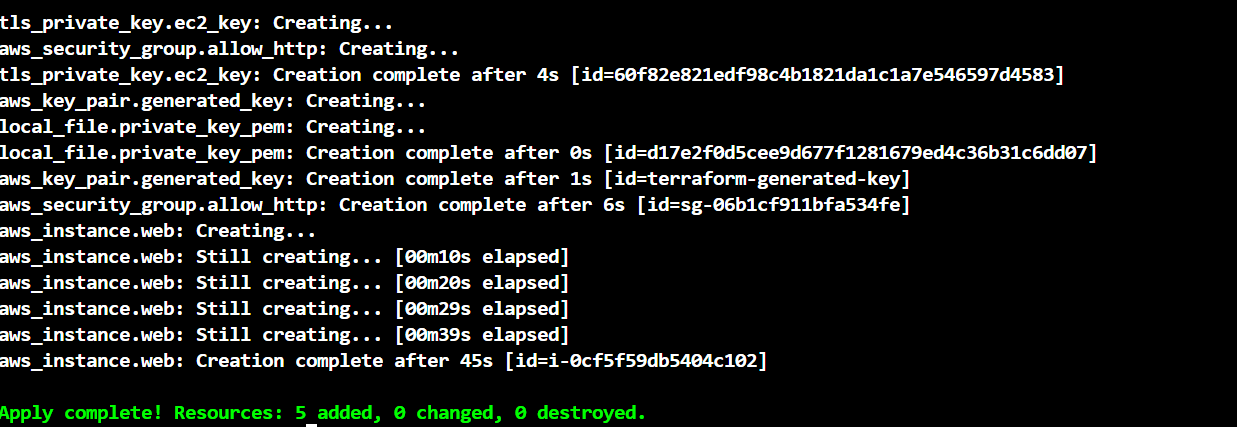 tls_private_key.ec2_key: Creating...
aws_security_group.allow_http: Creating...
tls_private_key.ec2_key: Creation complete after 4s [id=60f82e821edf98c4b1821da1c1a7e546597d4583]
aws_key_pair.generated_key: Creating...
local_file.private_key_pem: Creating...
local_file.private_key_pem: Creation complete after 0s [id=d17e2f0d5cee9d677f1281679ed4c36b31c6dd07]
aws_key_pair.generated_key: Creation complete after 1s [id=terraform-generated-key]
aws_security_group.allow_http: Creation complete after 6s [id=sg-06b1cf911bfa534fe]
aws_instance.web: Creating...
aws_instance.web: Still creating... [00m10s elapsed]
aws_instance.web: Still creating... [00m20s elapsed]
aws_instance.web: Still creating... [00m29s elapsed]
aws_instance.web: Still creating... [00m39s elapsed]
aws_instance.web: Creation complete after 45s [id=i-0cf5f59db5404c102]
Apply complete! Resources: 5 added, 0 changed, 0 destroyed.